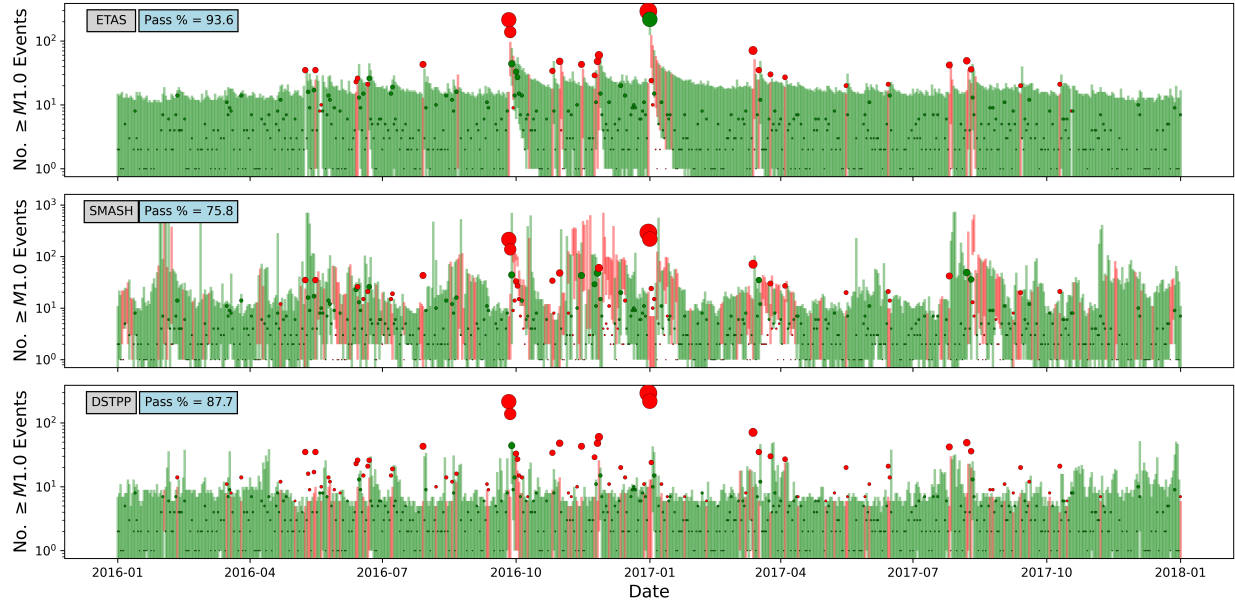 ETAS
Pass % = 93.6
No. ≥ M1.0 Events
10²
10¹
10⁰
SMASH
Pass % = 75.8
No. ≥ M1.0 Events
10³
10²
10¹
10⁰
DSTPP
Pass % = 87.7
No. ≥ M1.0 Events
10²
10¹
10⁰
2016-01
2016-04
2016-07
2016-10
2017-01
2017-04
2017-07
2017-10
2018-01
Date